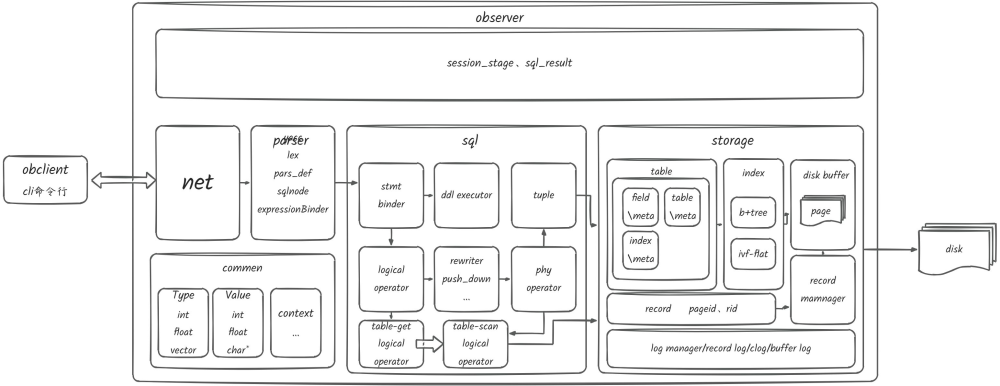 observer
session_stage、sql_result
obclient
cli命令行
net
parser
yacc
lex
pars_def
sqlnode
expressionBinder
commen
Type
int
float
vector
Value
int
float
char*
context
...
sql
stmt
binder
ddl executor
tuple
logical
operator
rewriter
push_down
...
phy
operator
table-get
logical
operator
table-scan
logical
operator
storage
table
field
\meta
table
\meta
index
\meta
index
b+tree
ivf-flat
disk buffer
page
record
mamnager
record pageid、rid
log manager/record log/clog/buffer log
disk